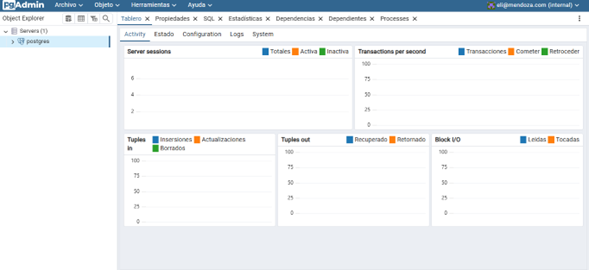 pgAdmin Archivo Objeto Herramientas Ayuda eli@mendoza.com (internal)
Object Explorer
Tablero Propiedades SQL Estadísticas Dependencias Dependientes Processes
Servers (1)
postgres
Activity Estado Configuration Logs System
Server sessions Totales Activa Inactiva
6
4
2
Transactions per second Transacciones Cometer Retroceder
100
75
50
25
0
Tuples in Inserciones Actualizaciones Borrados
100
75
50
25
0
Tuples out Recuperado Retornado
100
75
50
25
0
Block I/O Leidas Tocadas
100
75
50
25
0